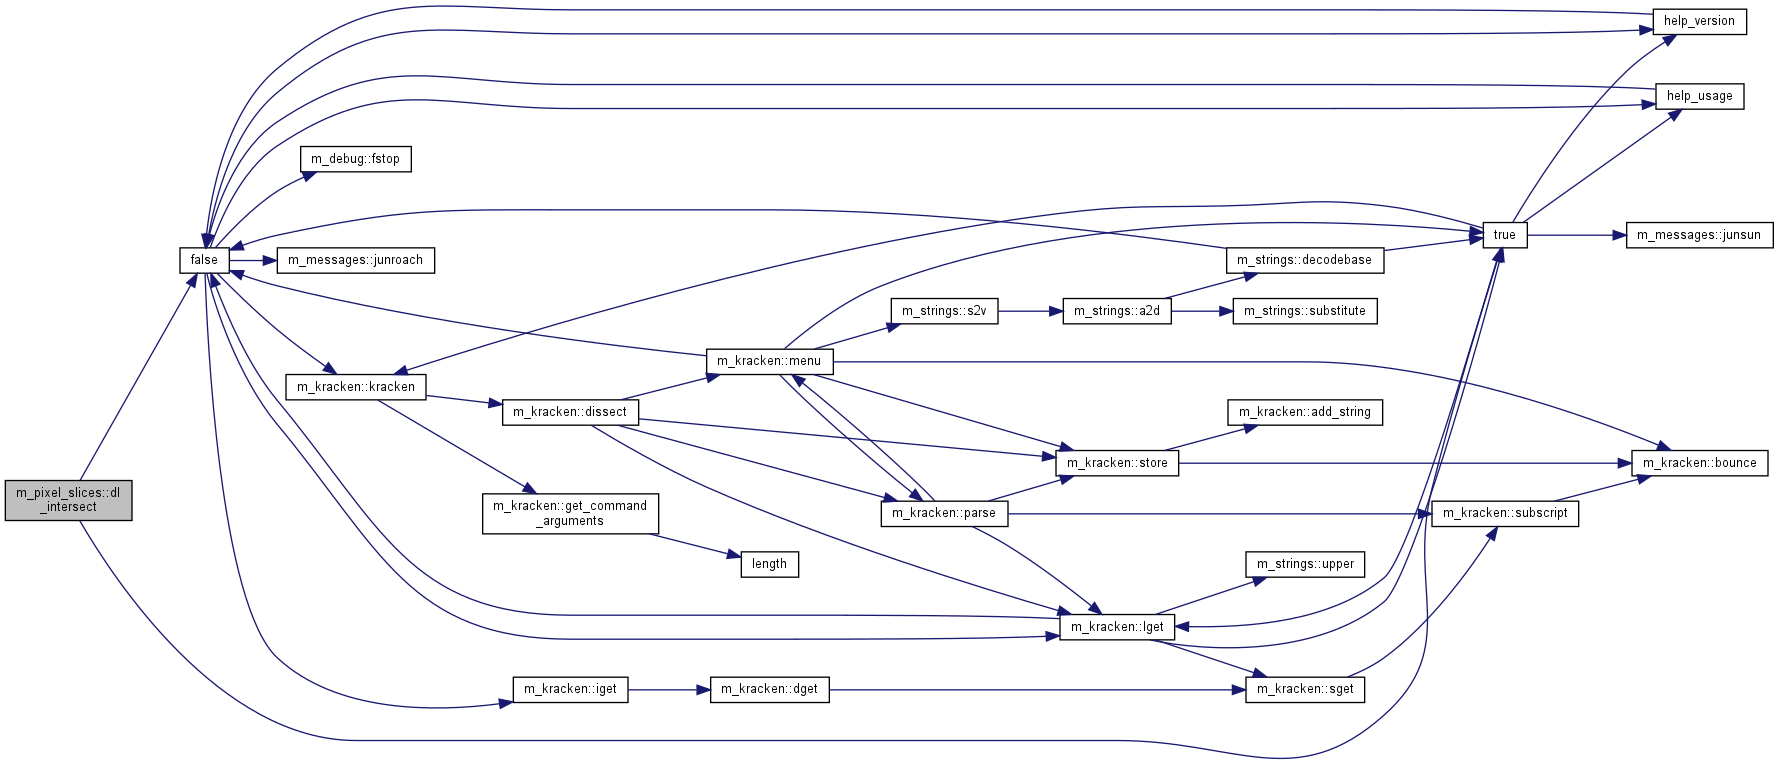 help_version
help_usage
m_debug::fstop
true
m_messages::junsun
false
m_messages::junroach
m_strings::decodebase
m_strings::s2v
m_strings::a2d
m_strings::substitute
m_kracken::menu
m_kracken::kracken
m_kracken::dissect
m_kracken::add_string
m_kracken::store
m_kracken::bounce
m_pixel_slices::dl
_intersect
m_kracken::get_command
_arguments
m_kracken::parse
m_kracken::subscript
length
m_strings::upper
m_kracken::lget
m_kracken::iget
m_kracken::dget
m_kracken::sget